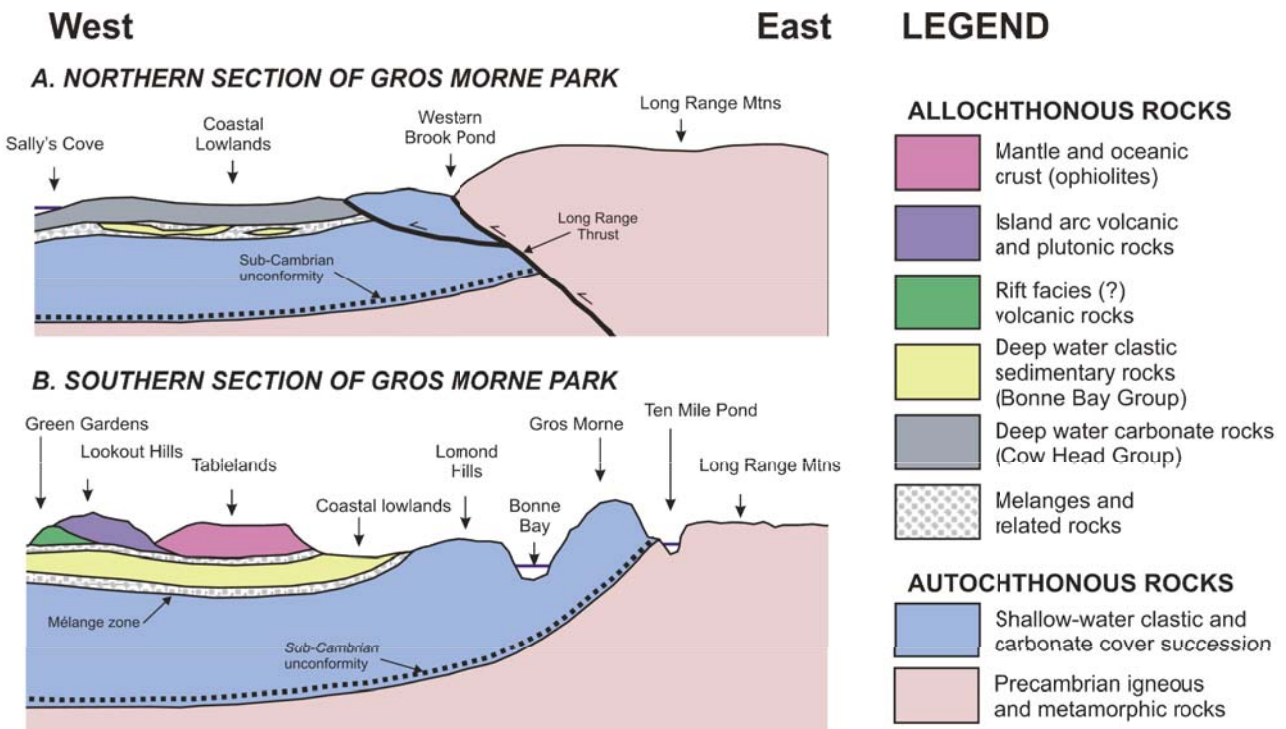 West
East
A. NORTHERN SECTION OF GROS MORNE PARK
Sally's Cove
Coastal
Lowlands
Western
Brook Pond
Long Range Mtns
Long Range
Thrust
Sub-Cambrian
unconformity
B. SOUTHERN SECTION OF GROS MORNE PARK
Green Gardens
Lookout Hills
Tablelands
Coastal lowlands
Lomond
Hills
Bonne
Bay
Gros Morne
Ten Mile Pond
Long Range Mtns
Mélange zone
Sub-Cambrian
unconformity
LEGEND
ALLOCHTHONOUS ROCKS
Mantle and oceanic
crust (ophiolites)
Island arc volcanic
and plutonic rocks
Rift facies (?)
volcanic rocks
Deep water clastic
sedimentary rocks
(Bonne Bay Group)
Deep water carbonate rocks
(Cow Head Group)
Melanges and
related rocks
AUTOCHTHONOUS ROCKS
Shallow-water clastic and
carbonate cover succession
Precambrian igneous
and metamorphic rocks